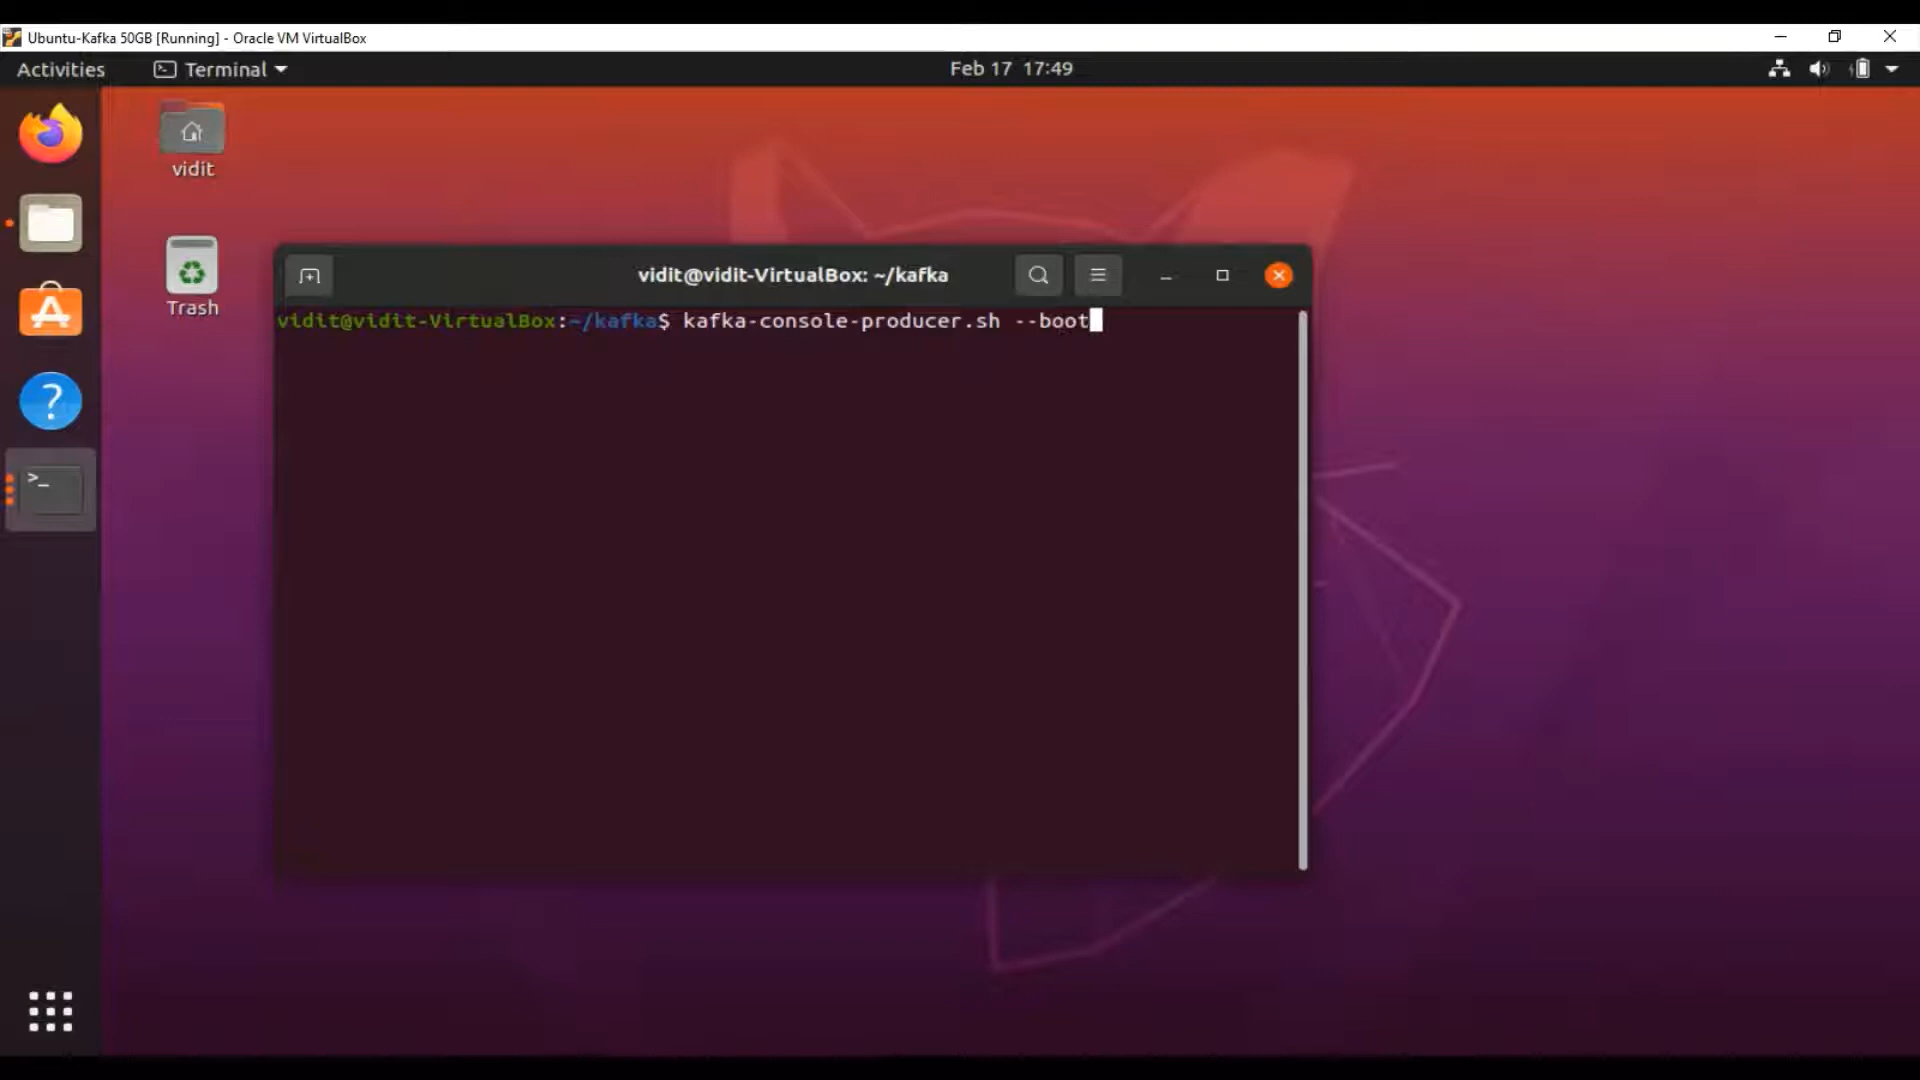 Ubuntu-Kafka 50GB [Running] - Oracle VM VirtualBox
Activities
Terminal
Feb 17 17:49
vidit
Trash
vidit@vidit-VirtualBox: ~/kafka
vidit@vidit-VirtualBox:~/kafka$ kafka-console-producer.sh --boot